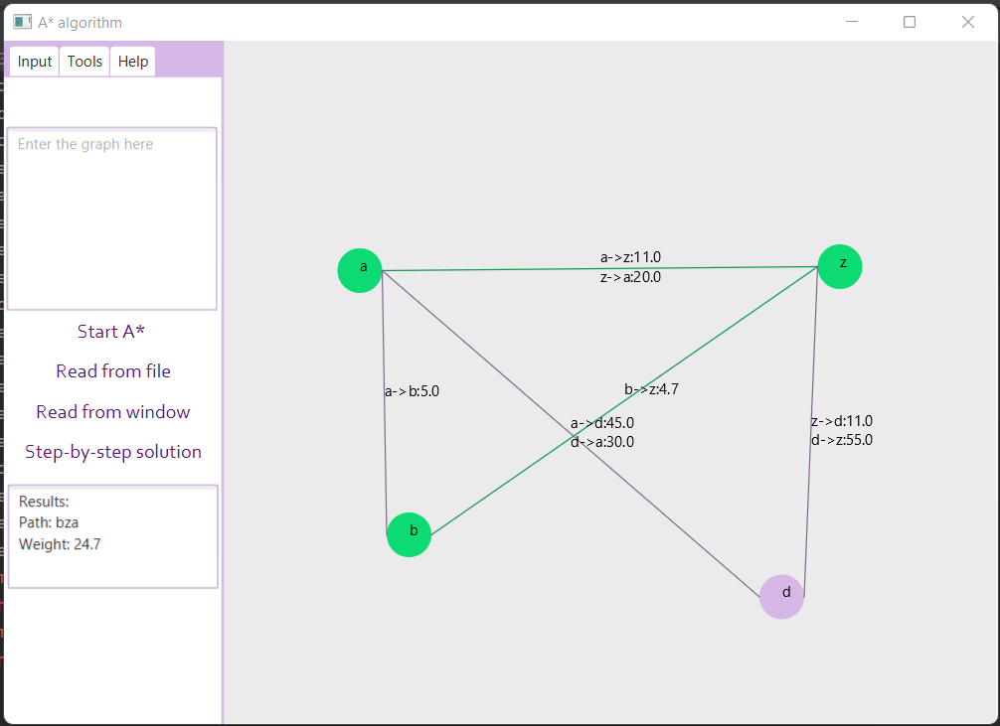 A* algorithm
Input Tools Help
Enter the graph here
Start A*
Read from file
Read from window
Step-by-step solution
Results:
Path: bza
Weight: 24.7
a
z
a->z:11.0
z->a:20.0
a->b:5.0
b->z:4.7
a->d:45.0
d->a:30.0
z->d:11.0
d->z:55.0
b
d